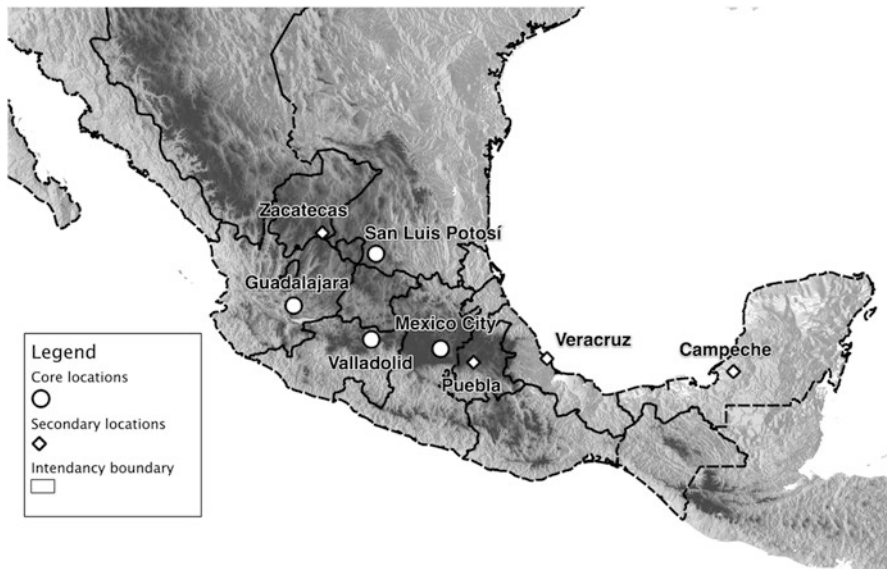 Zacatecas
San Luis Potosí
Guadalajara
Mexico City
Veracruz
Valladolid
Campeche
Puebla
Legend
Core locations
Secondary locations
Intendancy boundary